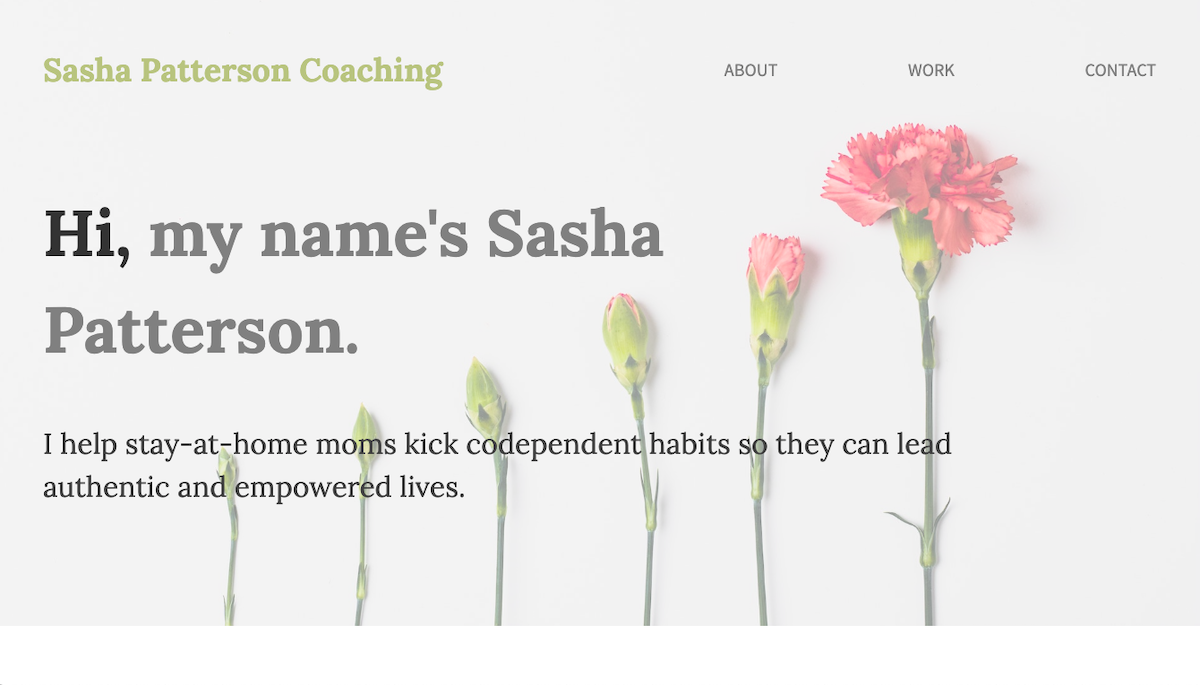 Sasha Patterson Coaching
ABOUT WORK CONTACT
Hi, my name's Sasha
Patterson.
I help stay-at-home moms kick codependent habits so they can lead
authentic and empowered lives.